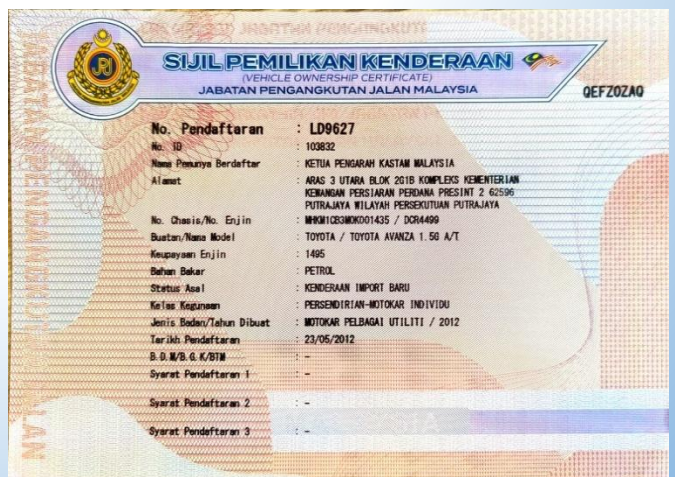 SIJIL PEMILIKAN KENDERAAN
(VEHICLE OWNERSHIP CERTIFICATE)
JABATAN PENGANGKUTAN JALAN MALAYSIA
QEFZ0ZAQ
No. Pendaftaran : LD9627
No. ID : 103832
Nama Pemunya Berdaftar : KETUA PENGARAH KASTAM MALAYSIA
Alamat : ARAS 3 UTARA BLOK 2G1B KOMPLEKS KEMENTERIAN
KEWANGAN PERSIARAN PERDANA PRESINT 2 62596
PUTRAJAYA WILAYAH PERSEKUTUAN PUTRAJAYA
No. Chasis/No. Enjin : MHKM1CB3M0K001435 / DCR4499
Buatan/Nama Model : TOYOTA / TOYOTA AVANZA 1.5G A/T
Keupayaan Enjin : 1495
Bahan Bakar : PETROL
Status Asal : KENDERAAN IMPORT BARU
Kelas Kegunaan : PERSENDIRIAN-MOTOKAR INDIVIDU
Jenis Badan/Tahun Dibuat : MOTOKAR PELBAGAI UTILITI / 2012
Tarikh Pendaftaran : 23/05/2012
B.D.M/B.G.K/BTM : -
Syarat Pendaftaran 1 : -
Syarat Pendaftaran 2 : -
Syarat Pendaftaran 3 : -